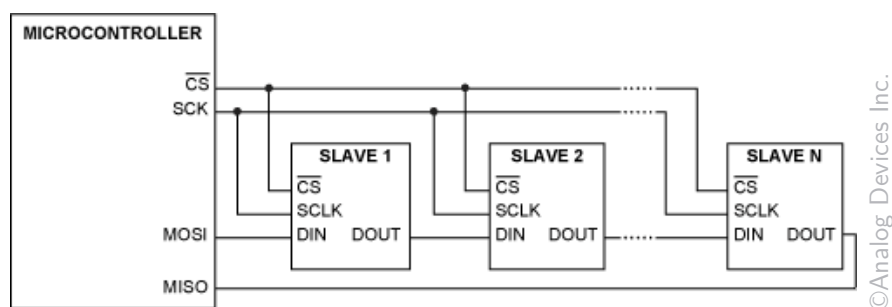 MICROCONTROLLER
CS
SCK
MOSI
MISO
SLAVE 1
CS
SCLK
DIN DOUT
SLAVE 2
CS
SCLK
DIN DOUT
SLAVE N
CS
SCLK
DIN DOUT
©Analog Devices Inc.